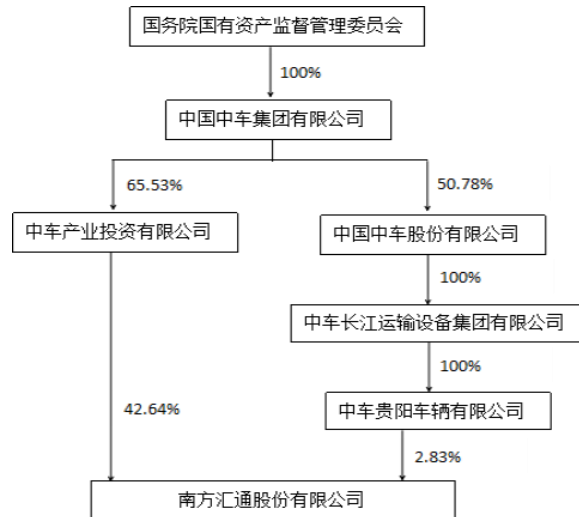 国务院国有资产监督管理委员会
100%
中国中车集团有限公司
65.53%
50.78%
中车产业投资有限公司
中国中车股份有限公司
100%
中车长江运输设备集团有限公司
100%
42.64%
中车贵阳车辆有限公司
2.83%
南方汇通股份有限公司